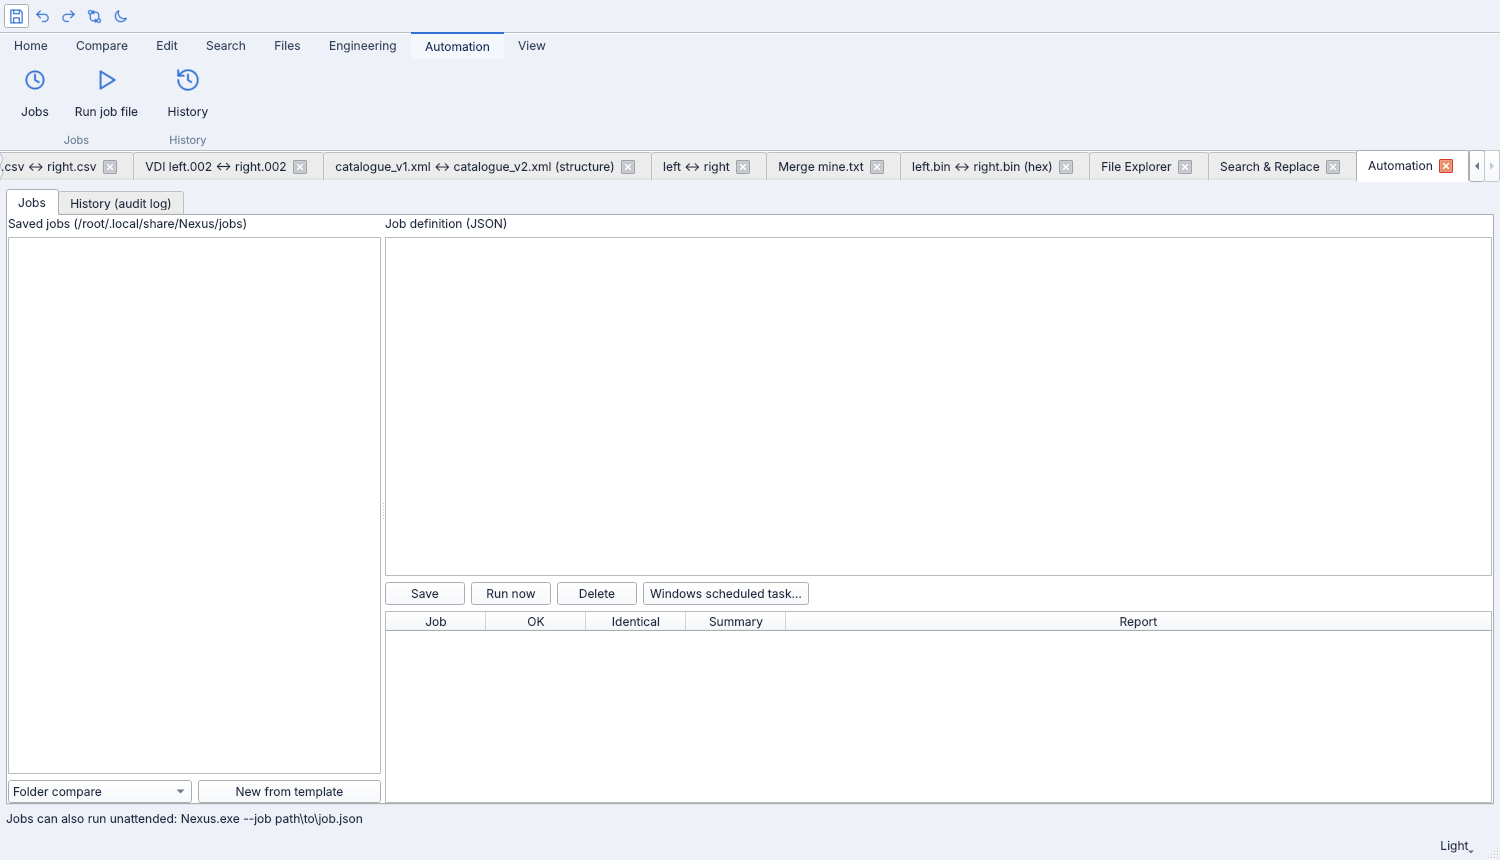 Home Compare Edit Search Files Engineering Automation View
Jobs Run job file History
Jobs History
.csv ↔ right.csv VDI left.002 ↔ right.002 catalogue_v1.xml ↔ catalogue_v2.xml (structure) left ↔ right Merge mine.txt left.bin ↔ right.bin (hex) File Explorer Search & Replace Automation
Jobs History (audit log)
Saved jobs (/root/.local/share/Nexus/jobs) Job definition (JSON)
Save Run now Delete Windows scheduled task...
Job OK Identical Summary Report
Folder compare New from template
Jobs can also run unattended: Nexus.exe --job path\to\job.json
Light